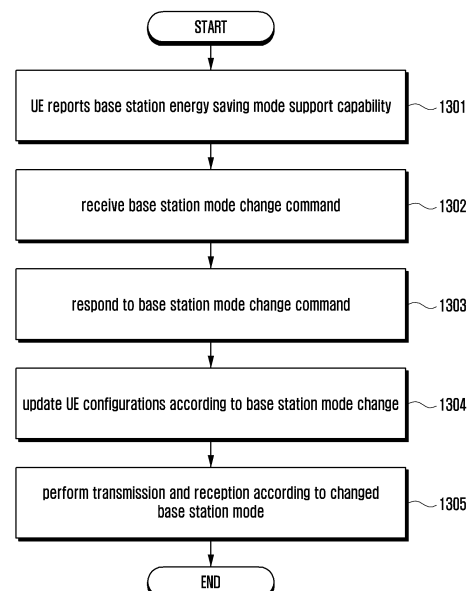 START
UE reports base station energy saving mode support capability
1301
receive base station mode change command
1302
respond to base station mode change command
1303
update UE configurations according to base station mode change
1304
perform transmission and reception according to changed
base station mode
1305
END